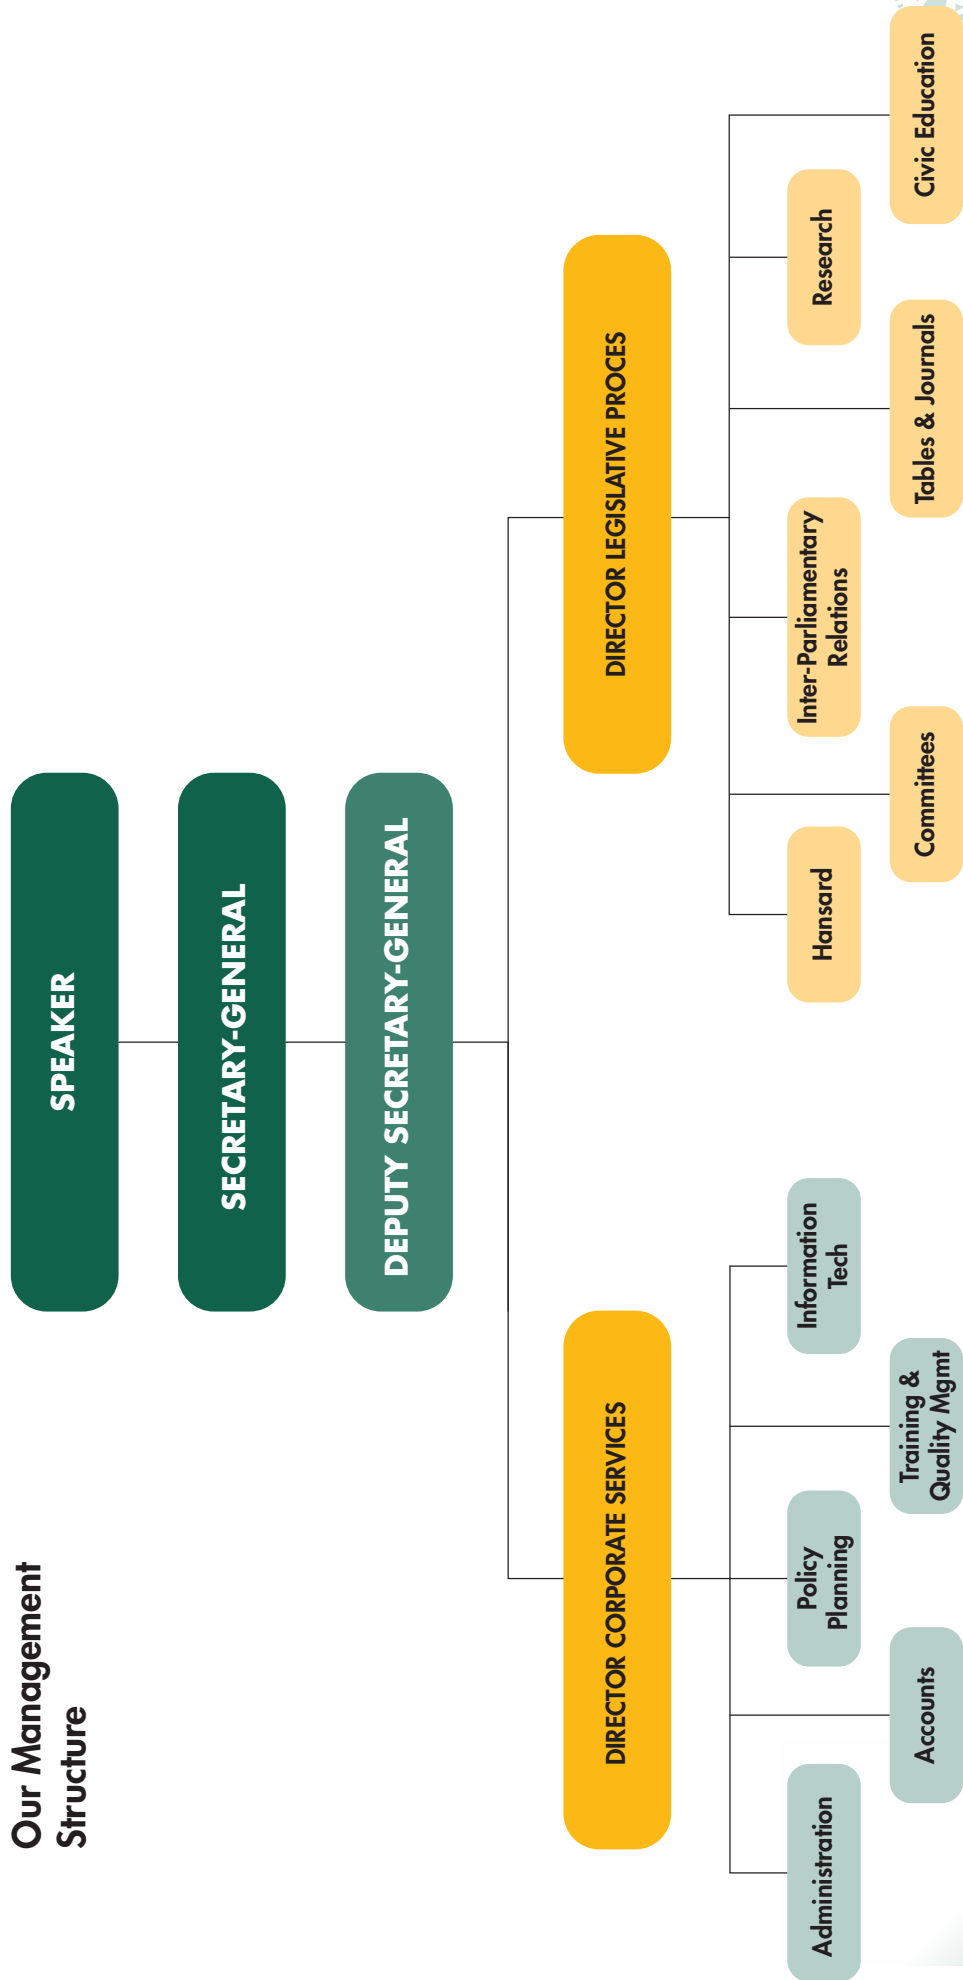 Our Management
Structure
SPEAKER
SECRETARY-GENERAL
DEPUTY SECRETARY-GENERAL
DIRECTOR CORPORATE SERVICES
DIRECTOR LEGISLATIVE PROCES
Administration
Accounts
Policy
Planning
Training &
Quality Mgmt
Information
Tech
Hansard
Committees
Inter-Parliamentary
Relations
Tables & Journals
Research
Civic Education